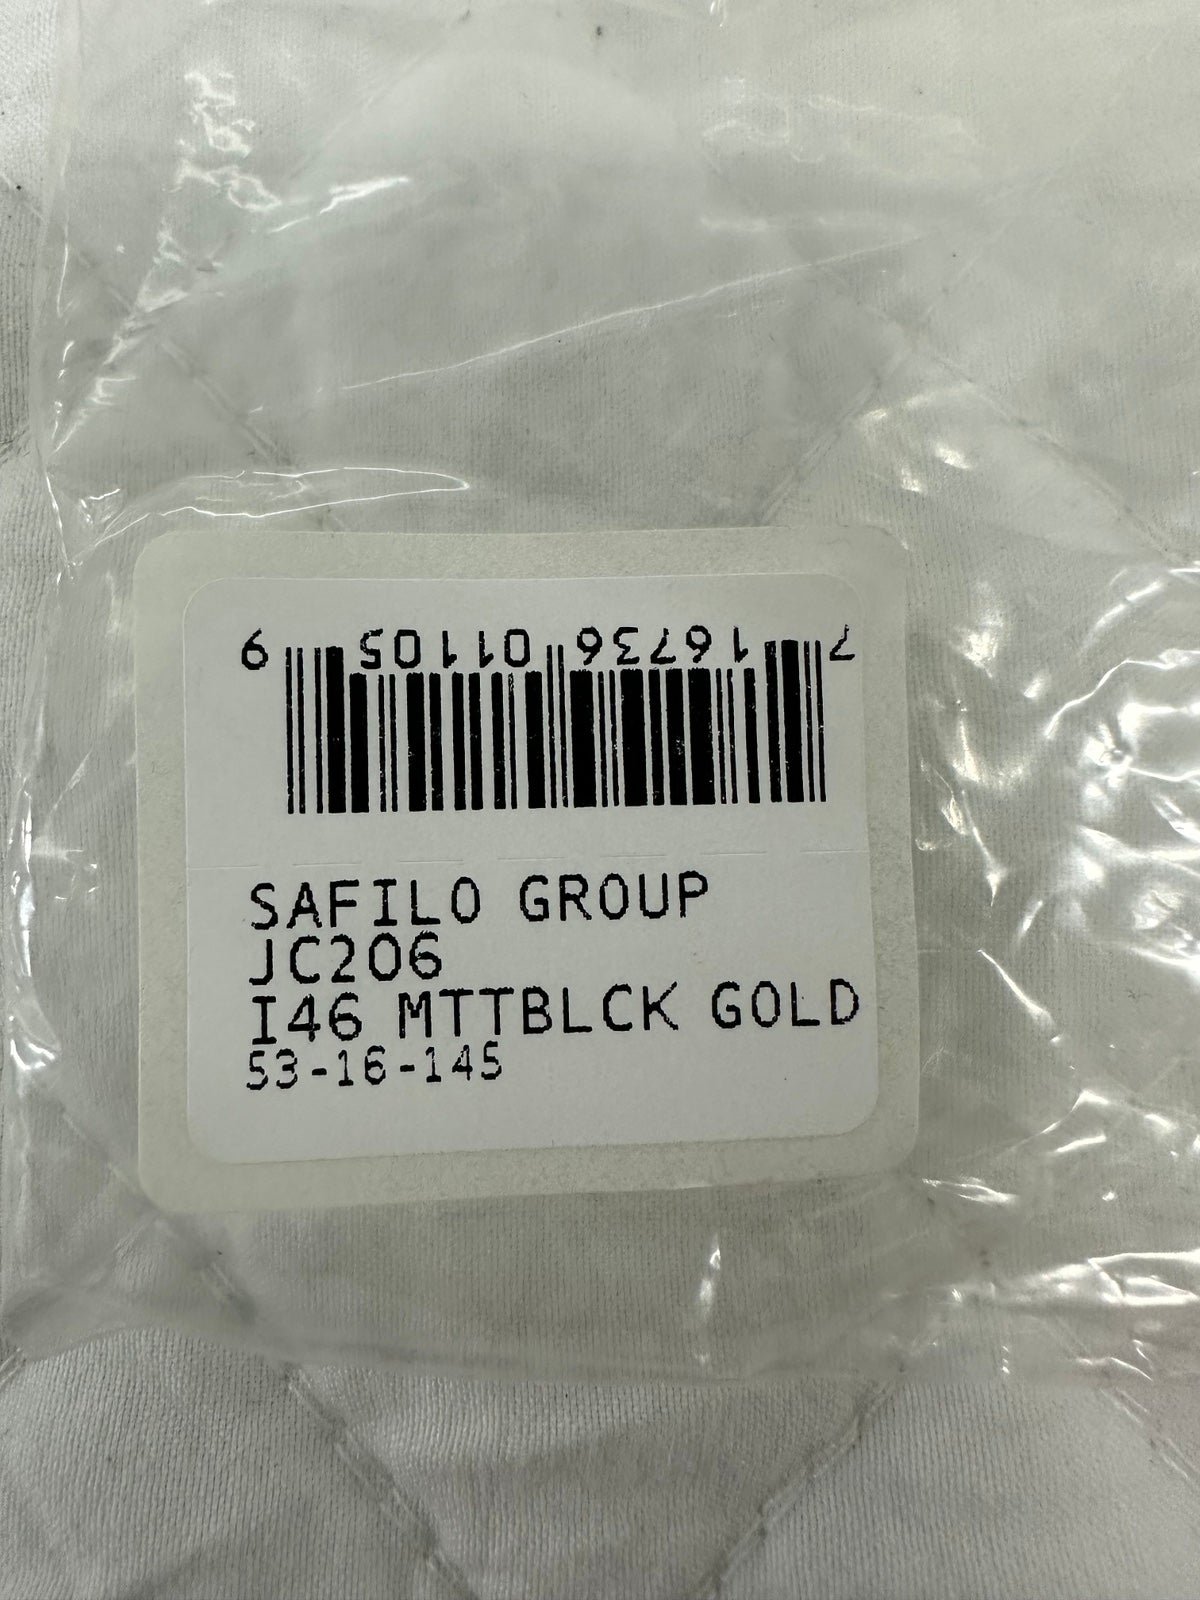 7 16736 01105 9
SAFILO GROUP
JC206
I46 MTTBLCK GOLD
53-16-145